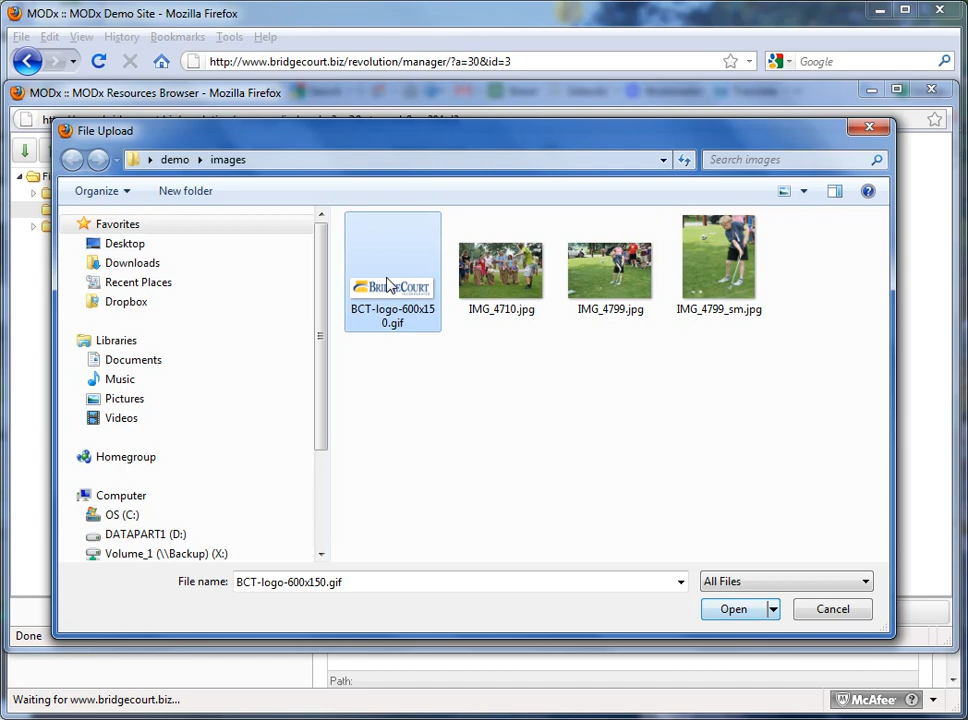 MODx :: MODx Demo Site - Mozilla Firefox
File Edit View History Bookmarks Tools Help
http://www.bridgecourt.biz/revolution/manager/?a=30&id=3
Google
MODx :: MODx Resources Browser - Mozilla Firefox
File Upload
demo images
Search images
Organize New folder
Favorites
Desktop
Downloads
Recent Places
Dropbox
Libraries
Documents
Music
Pictures
Videos
Homegroup
Computer
OS (C:)
DATAPART1 (D:)
Volume_1 (\\Backup) (X:)
BCT-logo-600x15
0.gif
IMG_4710.jpg
IMG_4799.jpg
IMG_4799_sm.jpg
File name: BCT-logo-600x150.gif
All Files
Open
Cancel
Done
Path:
Waiting for www.bridgecourt.biz...
McAfee